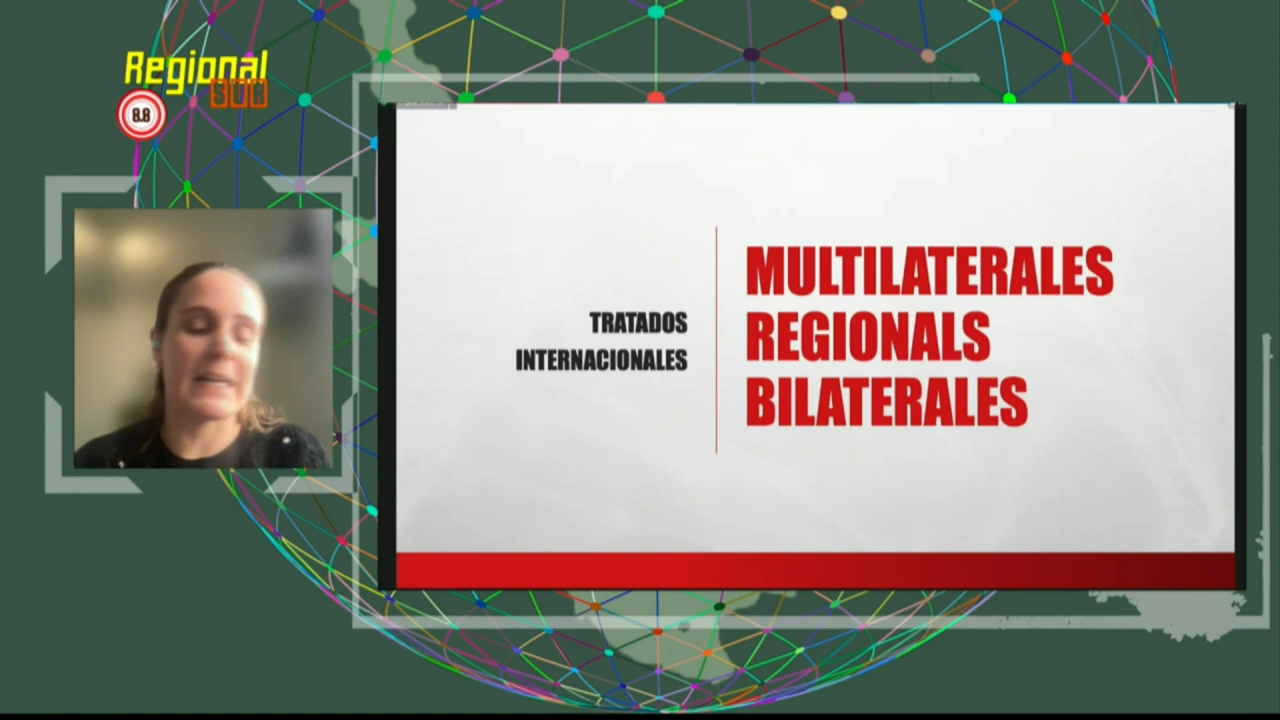 Regional
SUR
8.8
TRATADOS
INTERNACIONALES
MULTILATERALES
REGIONALS
BILATERALES